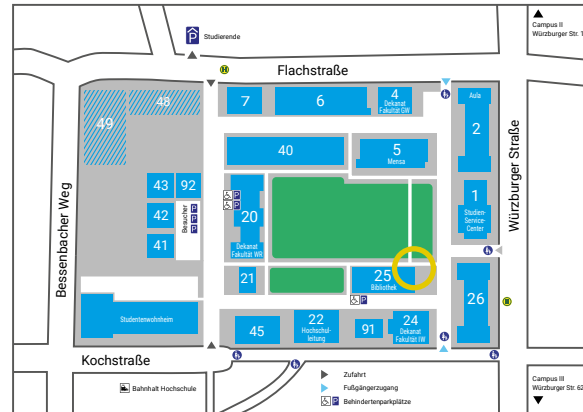 Studierende
Campus II
Würzburger Str. 1
Flachstraße
H
49
48
7
6
4
Dekanat
Fakultät GW
Aula
2
40
5
Mensa
43
92
42
41
Besucher
P
P
P
P
P
20
Dekanat
Fakultät WR
1
Studien-
Service-
Center
Würzburger Straße
Bessenbacher Weg
21
25
Bibliothek
P
26
H
Studentenwohnheim
45
22
Hochschul-
leitung
91
24
Dekanat
Fakultät IW
Kochstraße
Bahnhalt Hochschule
Zufahrt
Fußgängerzugang
P
Behindertenparkplätze
Campus III
Würzburger Str. 62